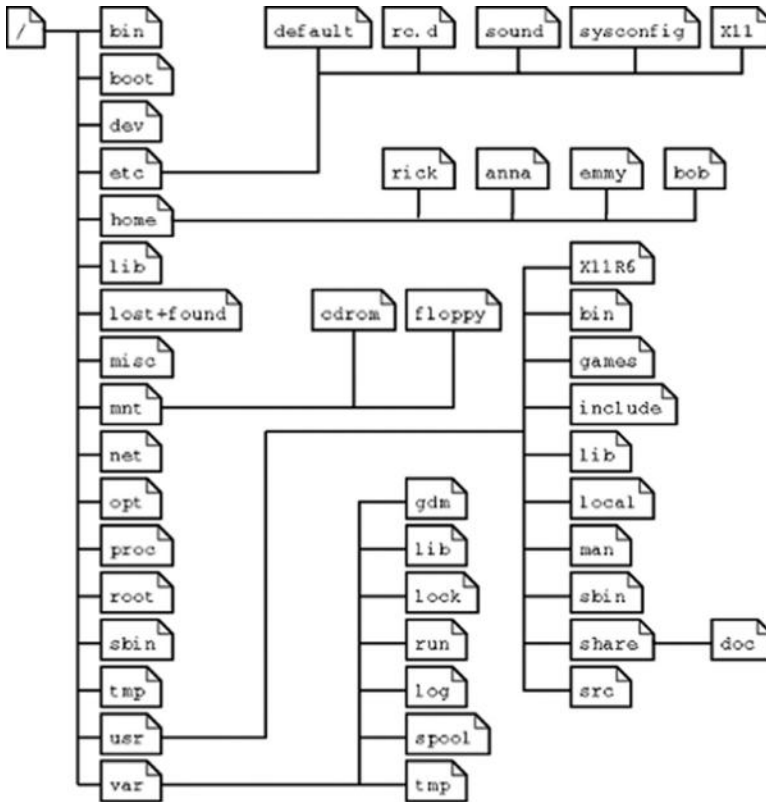 / bin default rc.d sound sysconfig X11
boot
dev
etc rick anna emmy bob
home
lib X11R6
lost+found cdrom floppy bin
misc games
mnt include
net lib
opt gdm local
proc lib man
root lock sbin
sbin run share doc
tmp log src
usr spool
var tmp